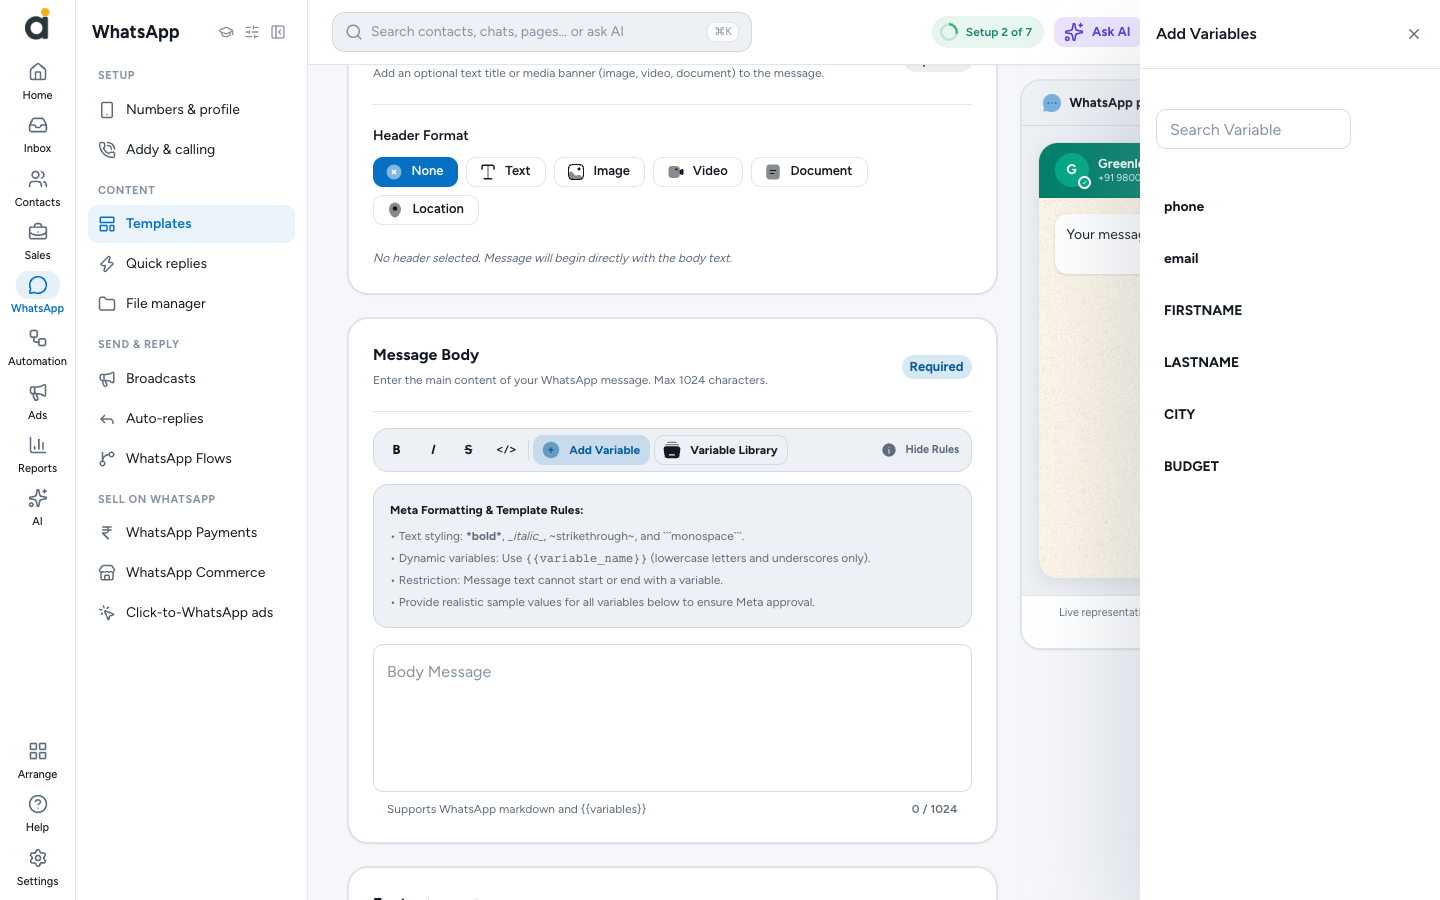 WhatsApp
Search contacts, chats, pages... or ask AI
⌘K
Setup 2 of 7
Ask AI
Home
Inbox
Contacts
Sales
WhatsApp
Automation
Ads
Reports
AI
Arrange
Help
Settings
SETUP
Numbers & profile
Addy & calling
CONTENT
Templates
Quick replies
File manager
SEND & REPLY
Broadcasts
Auto-replies
WhatsApp Flows
SELL ON WHATSAPP
WhatsApp Payments
WhatsApp Commerce
Click-to-WhatsApp ads
Add an optional text title or media banner (image, video, document) to the message.
Header Format
None
Text
Image
Video
Document
Location
No header selected. Message will begin directly with the body text.
Message Body
Enter the main content of your WhatsApp message. Max 1024 characters.
Required
B
I
S
</>
Add Variable
Variable Library
Hide Rules
Meta Formatting & Template Rules:
• Text styling: *bold*, _italic_, ~strikethrough~, and ```monospace```.
• Dynamic variables: Use {{variable_name}} (lowercase letters and underscores only).
• Restriction: Message text cannot start or end with a variable.
• Provide realistic sample values for all variables below to ensure Meta approval.
Body Message
Supports WhatsApp markdown and {{variables}}
0 / 1024
WhatsApp p
G
Greenle
+91 9800
Your messag
Live representati
Add Variables
Search Variable
phone
email
FIRSTNAME
LASTNAME
CITY
BUDGET